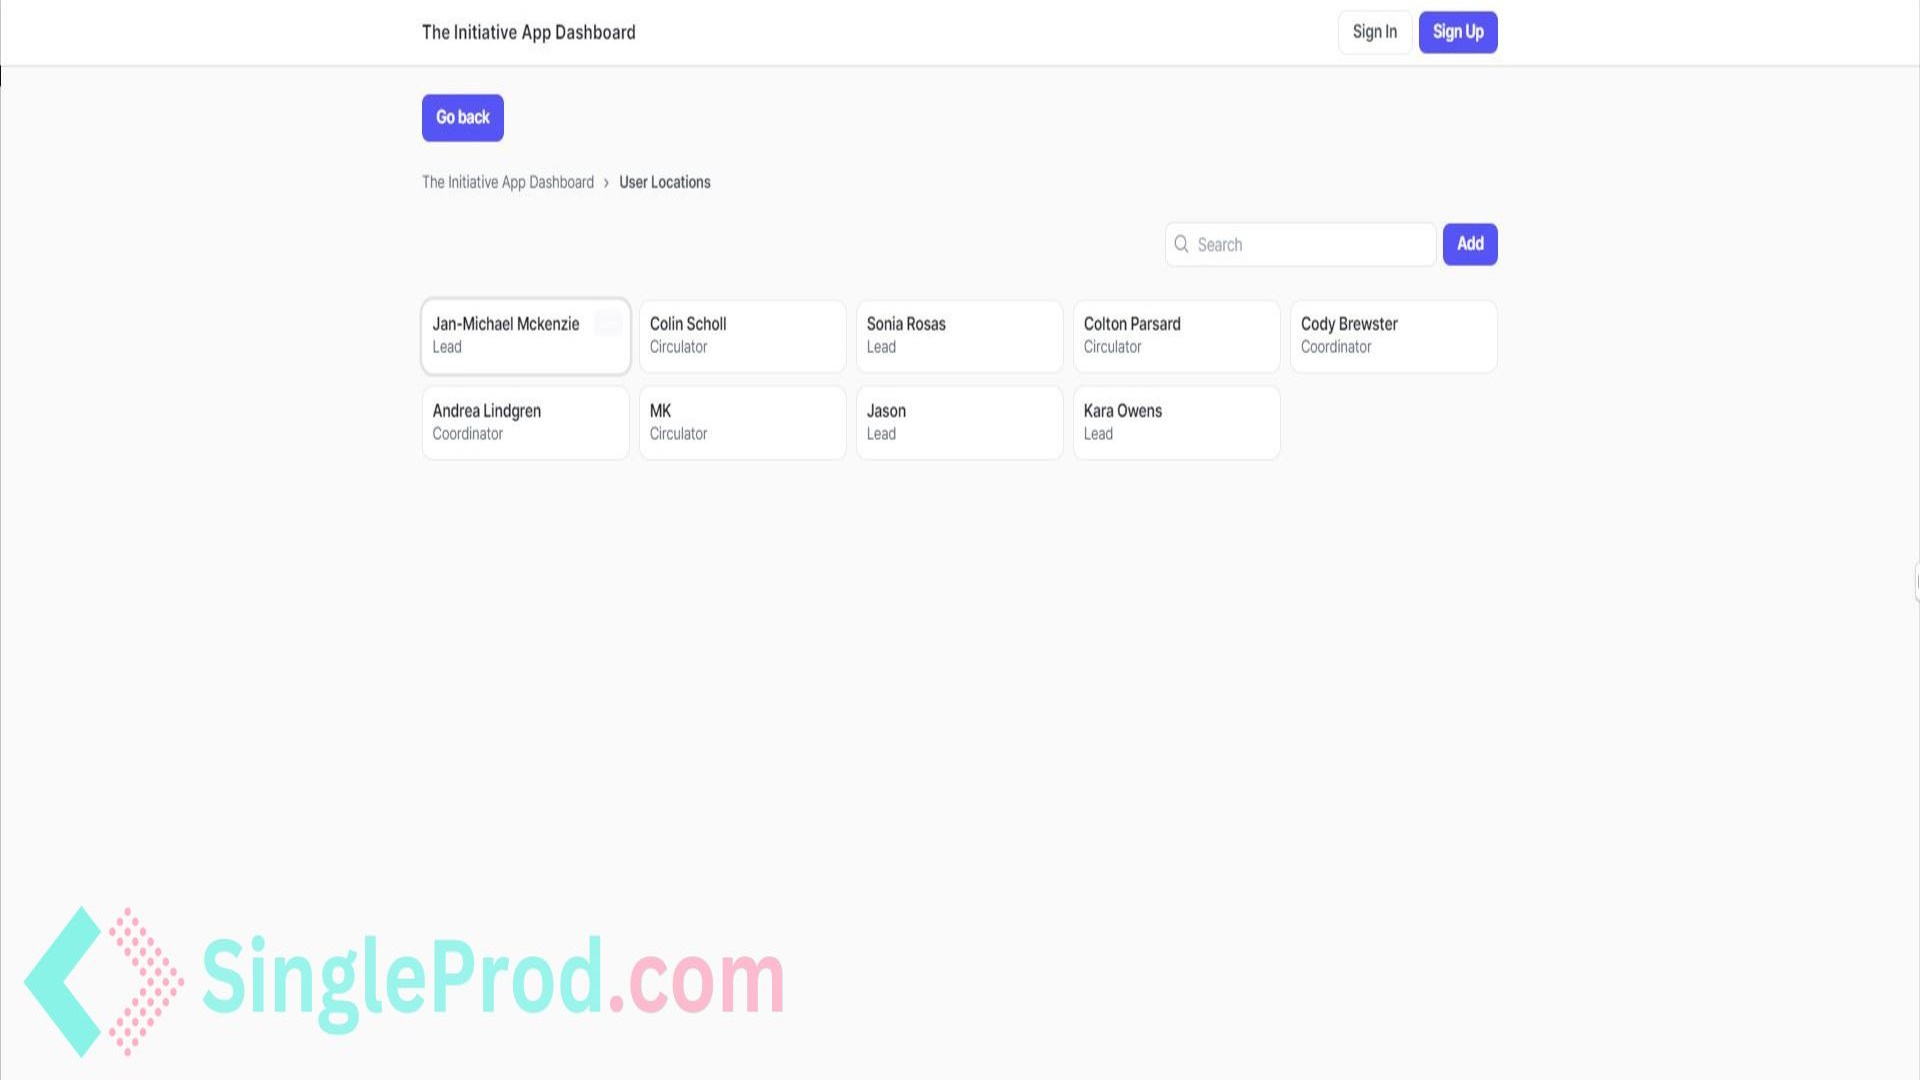 The Initiative App Dashboard
Sign In
Sign Up
Go back
The Initiative App Dashboard › User Locations
Search
Add
Jan-Michael Mckenzie
Lead
Colin Scholl
Circulator
Sonia Rosas
Lead
Colton Parsard
Circulator
Cody Brewster
Coordinator
Andrea Lindgren
Coordinator
MK
Circulator
Jason
Lead
Kara Owens
Lead
SingleProd.com